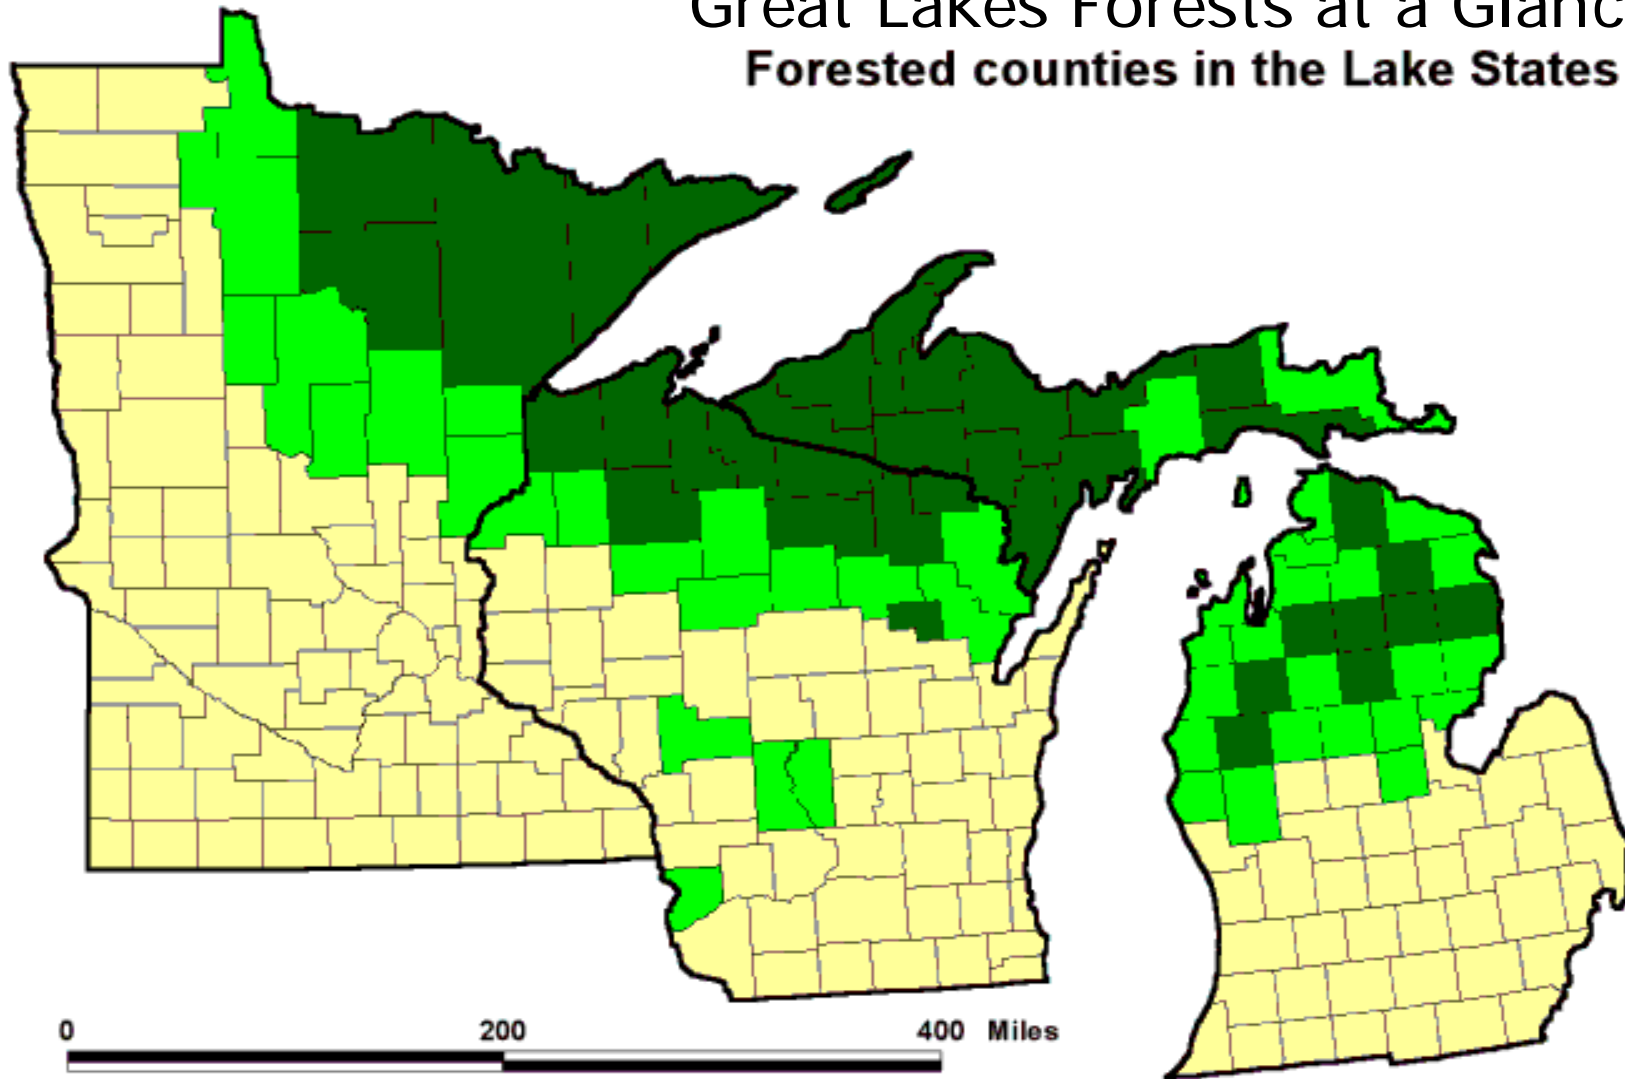 Great Lakes Forests at a Glanc
Forested counties in the Lake States
0 200 400 Miles